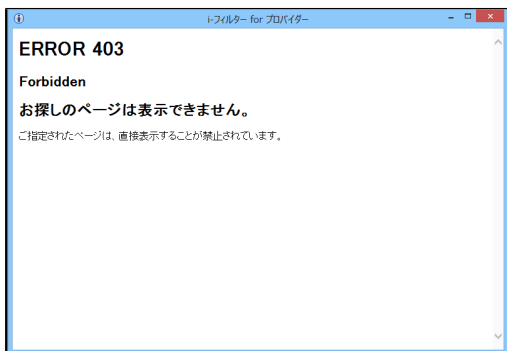 i-フィルター for プロバイダー
ERROR 403
Forbidden
お探しのページは表示できません。
ご指定されたページは、直接表示することが禁止されています。